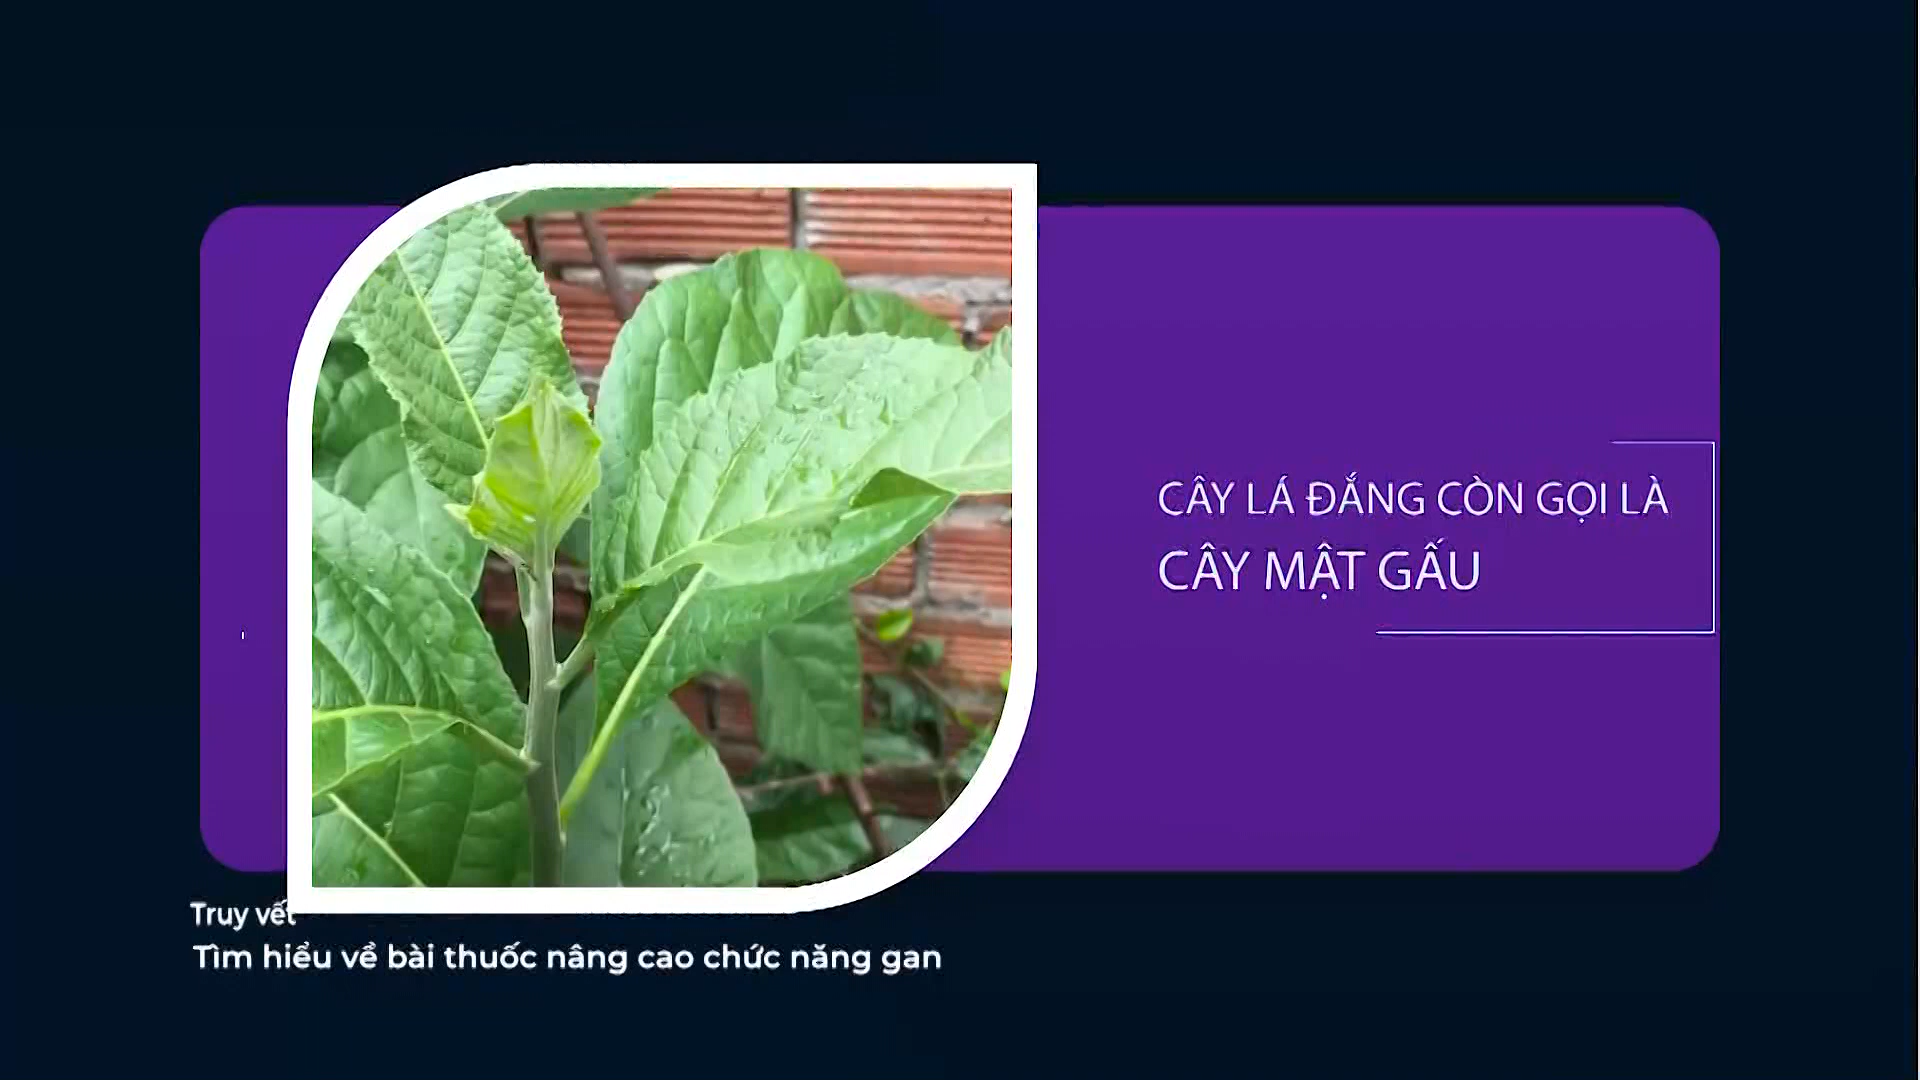 CÂY LÁ ĐẮNG CÒN GỌI LÀ
CÂY MẬT GẤU
Truy vết
Tìm hiểu về bài thuốc nâng cao chức năng gan